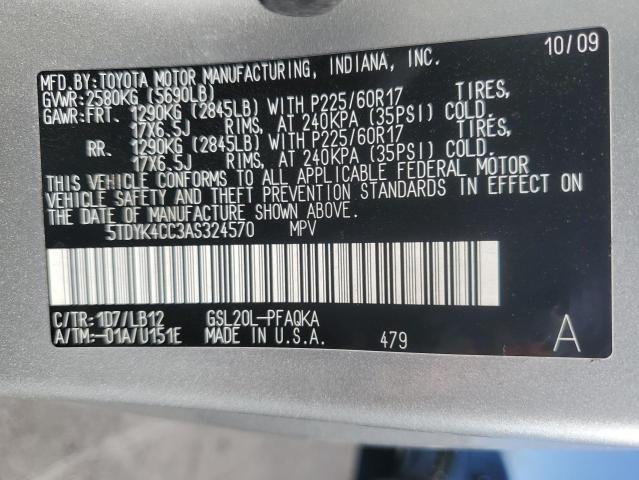 MFD.BY:TOYOTA MOTOR MANUFACTURING, INDIANA, INC. 10/09
GVWR:2580KG (5690LB)
GAWR:FRT. 1290KG (2845LB) WITH P225/60R17 TIRES,
17X6.5J RIMS, AT 240KPA (35PSI) COLD.
RR. 1290KG (2845LB) WITH P225/60R17 TIRES,
17X6.5J RIMS, AT 240KPA (35PSI) COLD.
THIS VEHICLE CONFORMS TO ALL APPLICABLE FEDERAL MOTOR
VEHICLE SAFETY AND THEFT PREVENTION STANDARDS IN EFFECT ON
THE DATE OF MANUFACTURE SHOWN ABOVE.
5TDYK4CC3AS324570 MPV
C/TR:1D7/LB12 GSL20L-PFAQKA
A/TM:-01A/U151E MADE IN U.S.A. 479 A